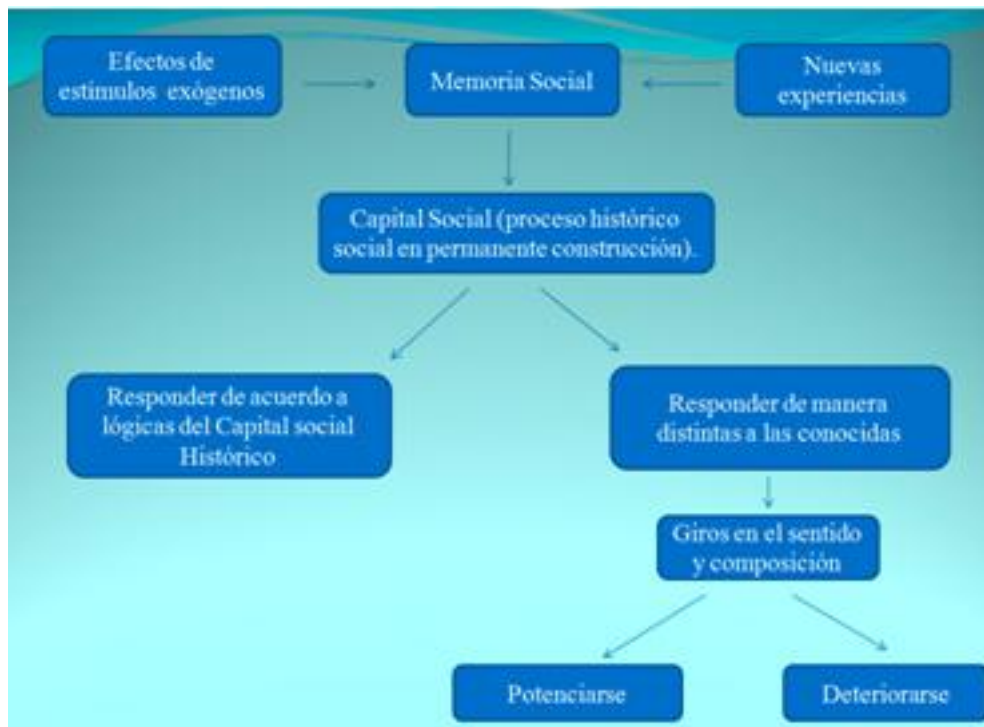 Efectos de
estimulos exógenos
Memoria Social
Nuevas
experiencias
Capital Social (proceso histórico
social en permanente construcción).
Responder de acuerdo a
lógicas del Capital social
Histórico
Responder de manera
distintas a las conocidas
Giros en el sentido
y composición
Potenciarse
Deteriorarse